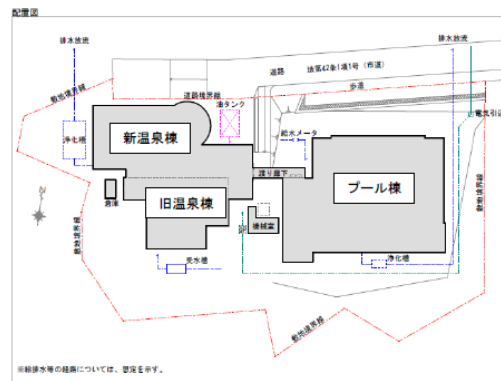 配置図
排水放流
排水放流
道路 法第42条1項1号（市道）
歩道
敷地境界線
道路境界線
油タンク
電気引込
浄化槽
新温泉棟
給水メータ
渡り廊下
プール棟
倉庫
旧温泉棟
機械室
敷地境界線
敷地境界線
受水槽
浄化槽
敷地境界線
※給排水等の経路については、想定を示す。